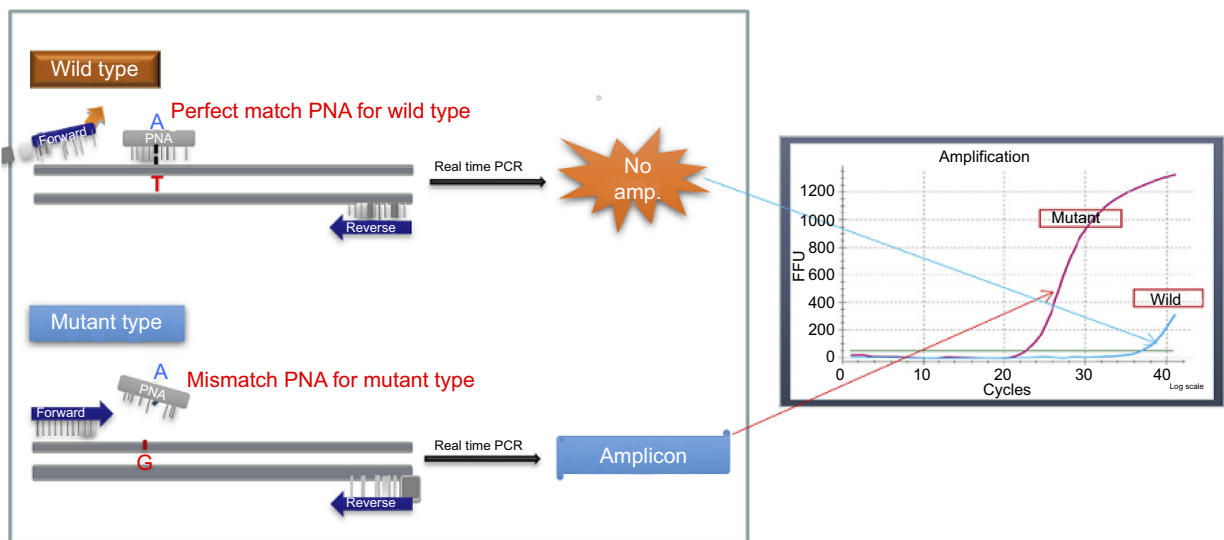 Wild type
Perfect match PNA for wild type
A
Forward
PNA
T
Reverse
Real time PCR
No
amp.
Mutant type
A
Mismatch PNA for mutant type
PNA
Forward
G
Reverse
Real time PCR
Amplicon
Amplification
FFU
1200
1000
800
600
400
200
0
Mutant
Wild
0 10 20 30 40
Cycles
Log scale